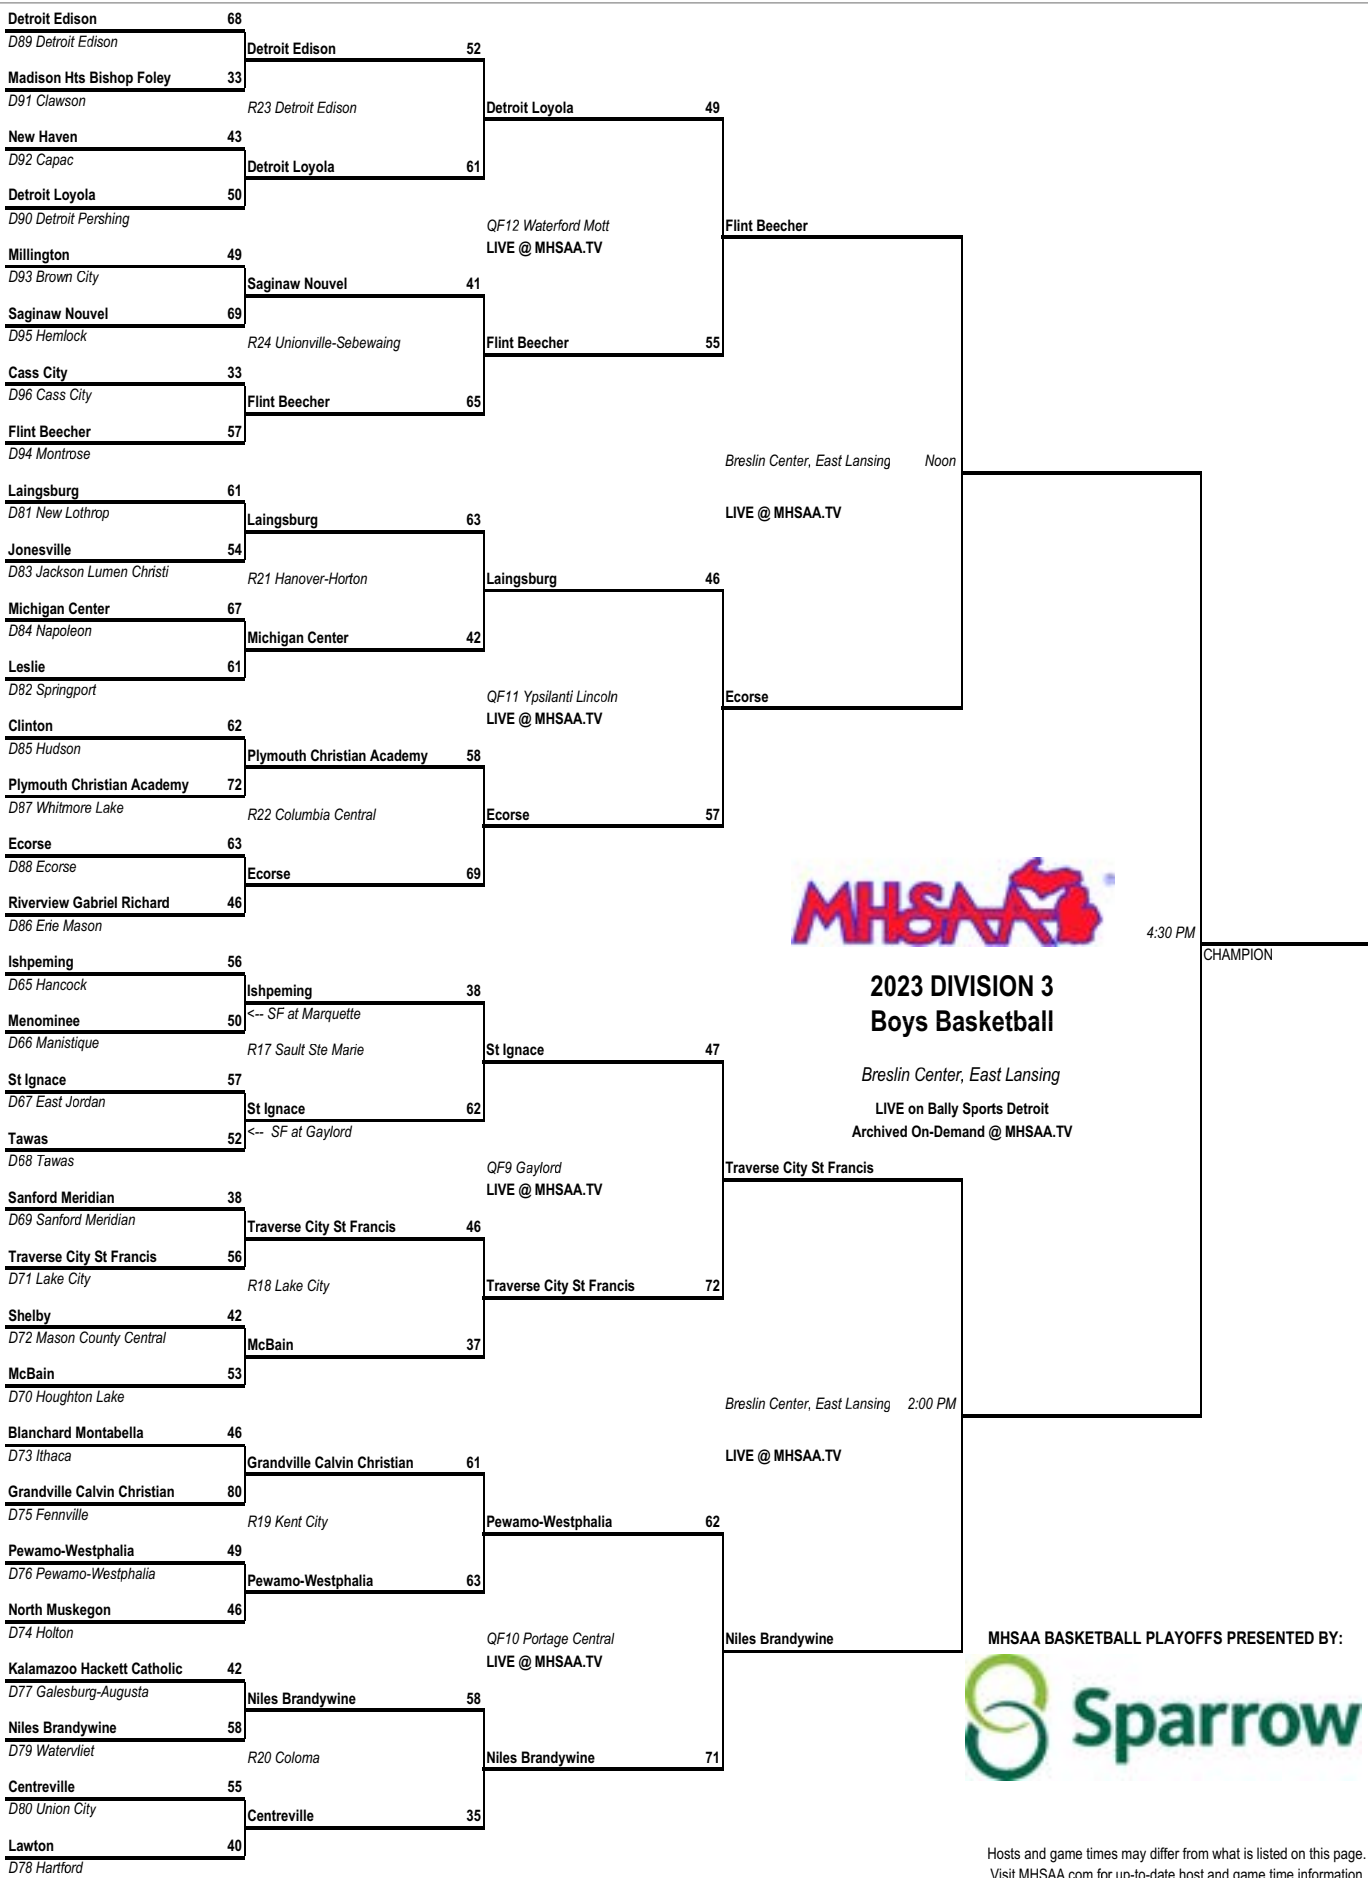 Detroit Edison 68
D89 Detroit Edison
Detroit Edison 52
Madison Hts Bishop Foley 33
D91 Clawson
R23 Detroit Edison
Detroit Loyola 49
New Haven 43
D92 Capac
Detroit Loyola 61
Detroit Loyola 50
D90 Detroit Pershing
QF12 Waterford Mott
Flint Beecher
LIVE @ MHSAA.TV
Millington 49
D93 Brown City
Saginaw Nouvel 41
Saginaw Nouvel 69
D95 Hemlock
R24 Unionville-Sebewaing
Flint Beecher 55
Cass City 33
D96 Cass City
Flint Beecher 65
Flint Beecher 57
D94 Montrose
Breslin Center, East Lansing Noon
Laingsburg 61
D81 New Lothrop
LIVE @ MHSAA.TV
Laingsburg 63
Jonesville 54
D83 Jackson Lumen Christi
R21 Hanover-Horton
Laingsburg 46
Michigan Center 67
D84 Napoleon
Michigan Center 42
Leslie 61
D82 Springport
QF11 Ypsilanti Lincoln
Ecorse
LIVE @ MHSAA.TV
Clinton 62
D85 Hudson
Plymouth Christian Academy 58
Plymouth Christian Academy 72
D87 Whitmore Lake
R22 Columbia Central
Ecorse 57
Ecorse 63
D88 Ecorse
Ecorse 69
Riverview Gabriel Richard 46
D86 Erie Mason
MHSAA
4:30 PM
CHAMPION
Ishpeming 56
D65 Hancock
Ishpeming 38
2023 DIVISION 3
<-- SF at Marquette
Menominee 50
Boys Basketball
D66 Manistique
R17 Sault Ste Marie
St Ignace 47
Breslin Center, East Lansing
St Ignace 57
D67 East Jordan
St Ignace 62
LIVE on Bally Sports Detroit
<-- SF at Gaylord
Archived On-Demand @ MHSAA.TV
Tawas 52
D68 Tawas
QF9 Gaylord
Traverse City St Francis
LIVE @ MHSAA.TV
Sanford Meridian 38
D69 Sanford Meridian
Traverse City St Francis 46
Traverse City St Francis 56
D71 Lake City
R18 Lake City
Traverse City St Francis 72
Shelby 42
D72 Mason County Central
McBain 37
McBain 53
D70 Houghton Lake
Breslin Center, East Lansing 2:00 PM
Blanchard Montabella 46
D73 Ithaca
LIVE @ MHSAA.TV
Grandville Calvin Christian 61
Grandville Calvin Christian 80
D75 Fennville
R19 Kent City
Pewamo-Westphalia 62
Pewamo-Westphalia 49
D76 Pewamo-Westphalia
Pewamo-Westphalia 63
North Muskegon 46
D74 Holton
QF10 Portage Central
Niles Brandywine
MHSAA BASKETBALL PLAYOFFS PRESENTED BY:
LIVE @ MHSAA.TV
Kalamazoo Hackett Catholic 42
D77 Galesburg-Augusta
Niles Brandywine 58
Sparrow
Niles Brandywine 58
D79 Watervliet
R20 Coloma
Niles Brandywine 71
Centreville 55
D80 Union City
Centreville 35
Lawton 40
D78 Hartford
Hosts and game times may differ from what is listed on this page.
Visit MHSAA.com for up-to-date host and game time information.